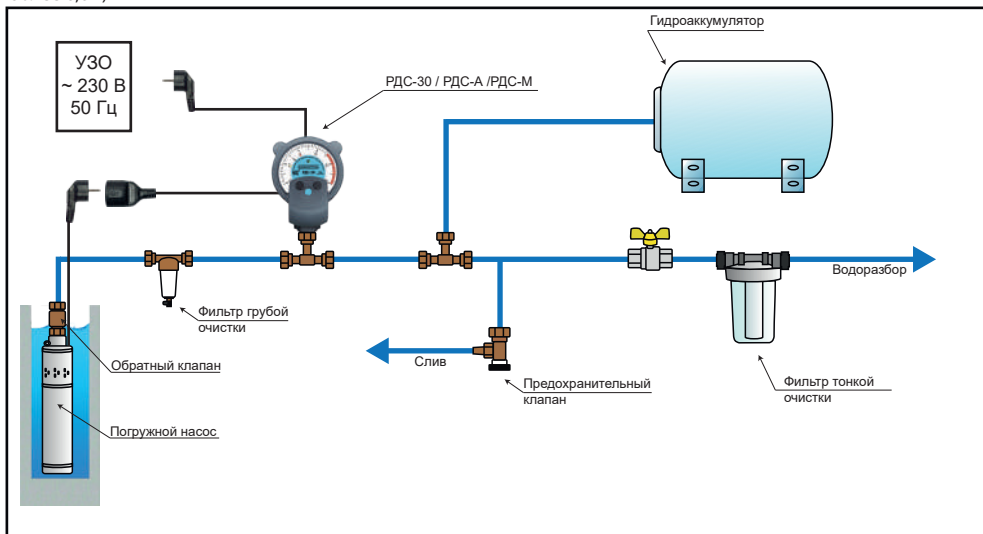 Гидроаккумулятор
УЗО
~ 230 В
50 Гц
РДС-30 / РДС-А /РДС-М
Водоразбор
Фильтр грубой
очистки
Слив
Обратный клапан
Предохранительный
клапан
Фильтр тонкой
очистки
Погружной насос